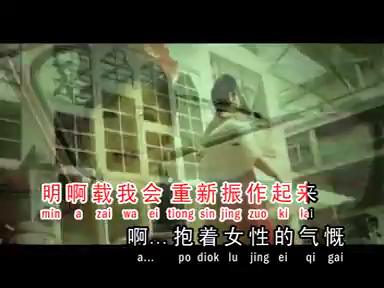 明啊载我会重新振作起来
min a zai wa ei tiong sin jing zuo ki lai
啊...抱着女性的气慨
a... po diok lu jing ei qi gai